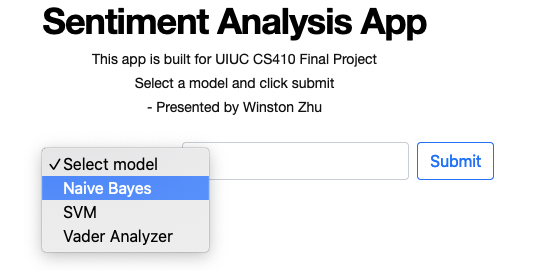 Sentiment Analysis App
This app is built for UIUC CS410 Final Project
Select a model and click submit
- Presented by Winston Zhu
✓ Select model
Naive Bayes
SVM
Vader Analyzer
Submit